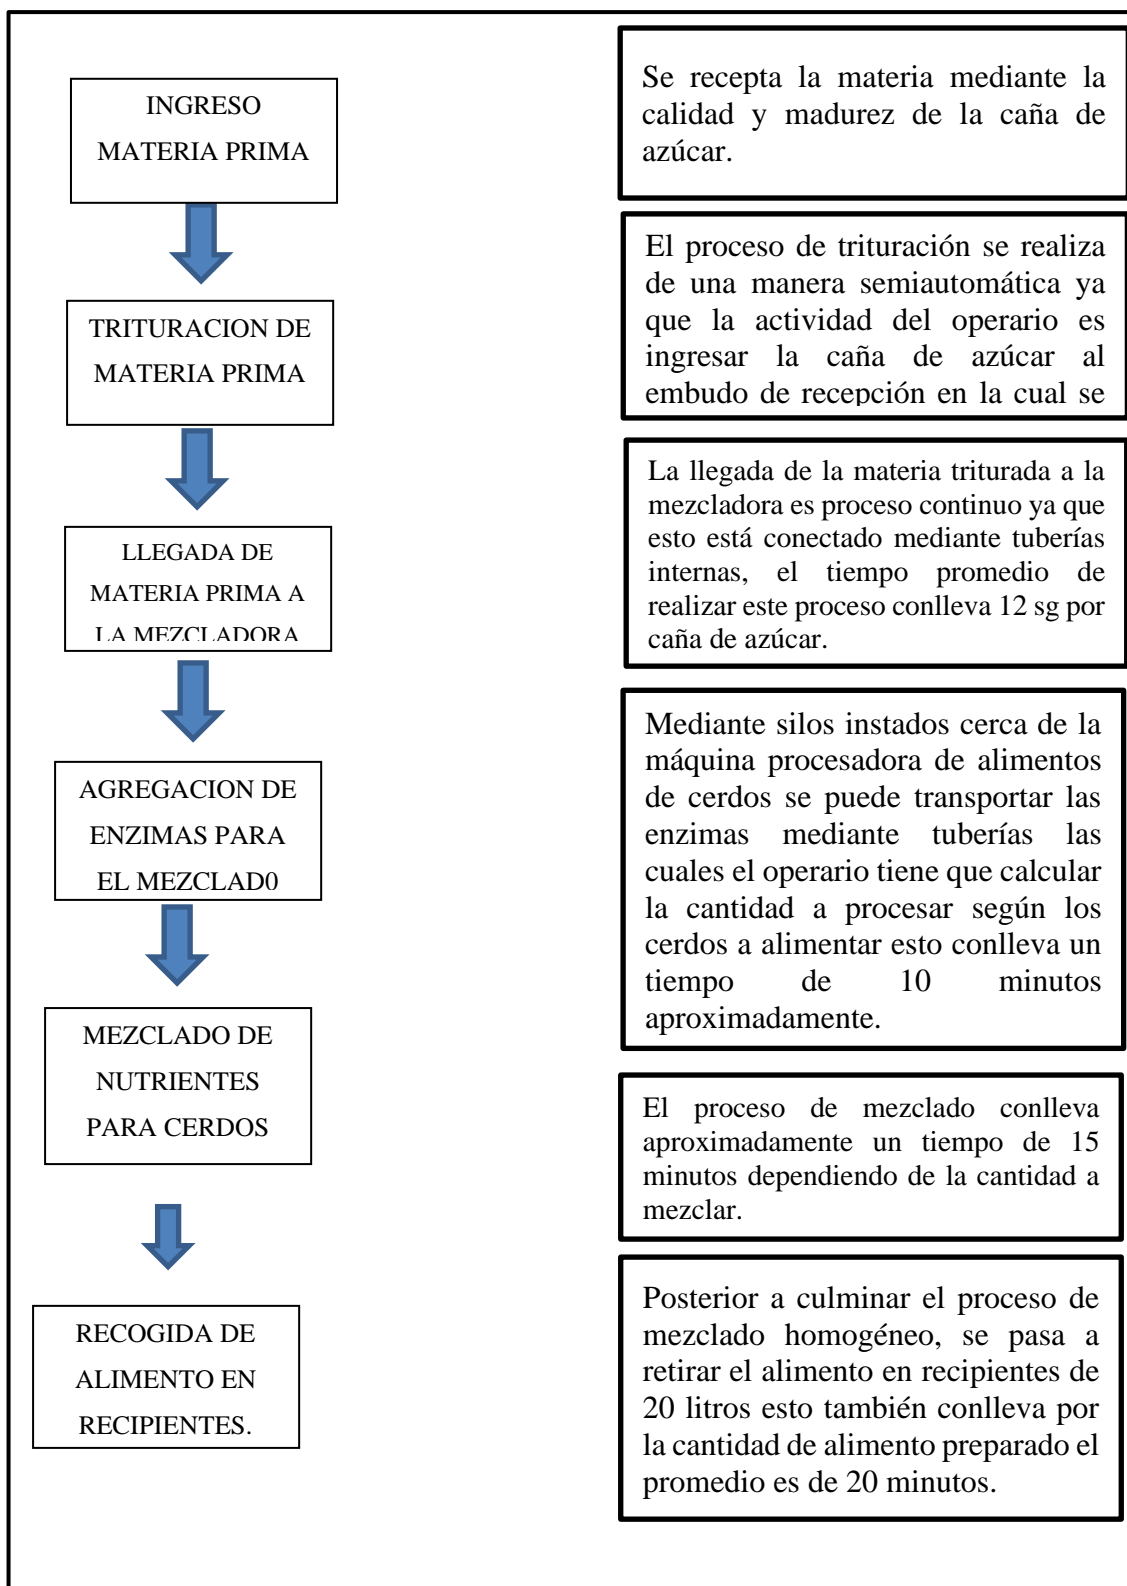 INGRESO
MATERIA PRIMA
Se recepta la materia mediante la
calidad y madurez de la caña de
azúcar.
TRITURACION DE
MATERIA PRIMA
El proceso de trituración se realiza
de una manera semiautomática ya
que la actividad del operario es
ingresar la caña de azúcar al
embudo de recepción en la cual se
LLEGADA DE
MATERIA PRIMA A
LA MEZCLADORA
La llegada de la materia triturada a la
mezcladora es proceso continuo ya que
esto está conectado mediante tuberías
internas, el tiempo promedio de
realizar este proceso conlleva 12 sg por
caña de azúcar.
AGREGACION DE
ENZIMAS PARA
EL MEZCLAD0
Mediante silos instados cerca de la
máquina procesadora de alimentos
de cerdos se puede transportar las
enzimas mediante tuberías las
cuales el operario tiene que calcular
la cantidad a procesar según los
cerdos a alimentar esto conlleva un
tiempo de 10 minutos
aproximadamente.
MEZCLADO DE
NUTRIENTES
PARA CERDOS
El proceso de mezclado conlleva
aproximadamente un tiempo de 15
minutos dependiendo de la cantidad a
mezclar.
RECOGIDA DE
ALIMENTO EN
RECIPIENTES.
Posterior a culminar el proceso de
mezclado homogéneo, se pasa a
retirar el alimento en recipientes de
20 litros esto también conlleva por
la cantidad de alimento preparado el
promedio es de 20 minutos.